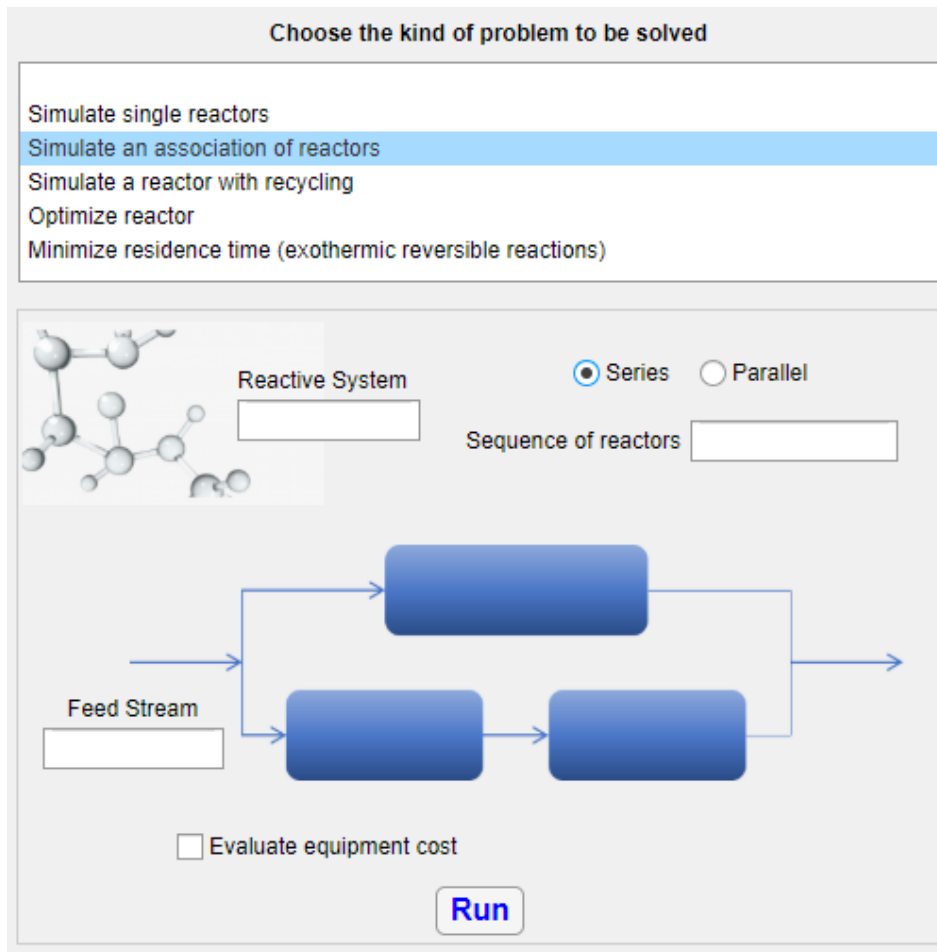 Choose the kind of problem to be solved
Simulate single reactors
Simulate an association of reactors
Simulate a reactor with recycling
Optimize reactor
Minimize residence time (exothermic reversible reactions)
Reactive System
Series
Parallel
Sequence of reactors
Feed Stream
Evaluate equipment cost
Run